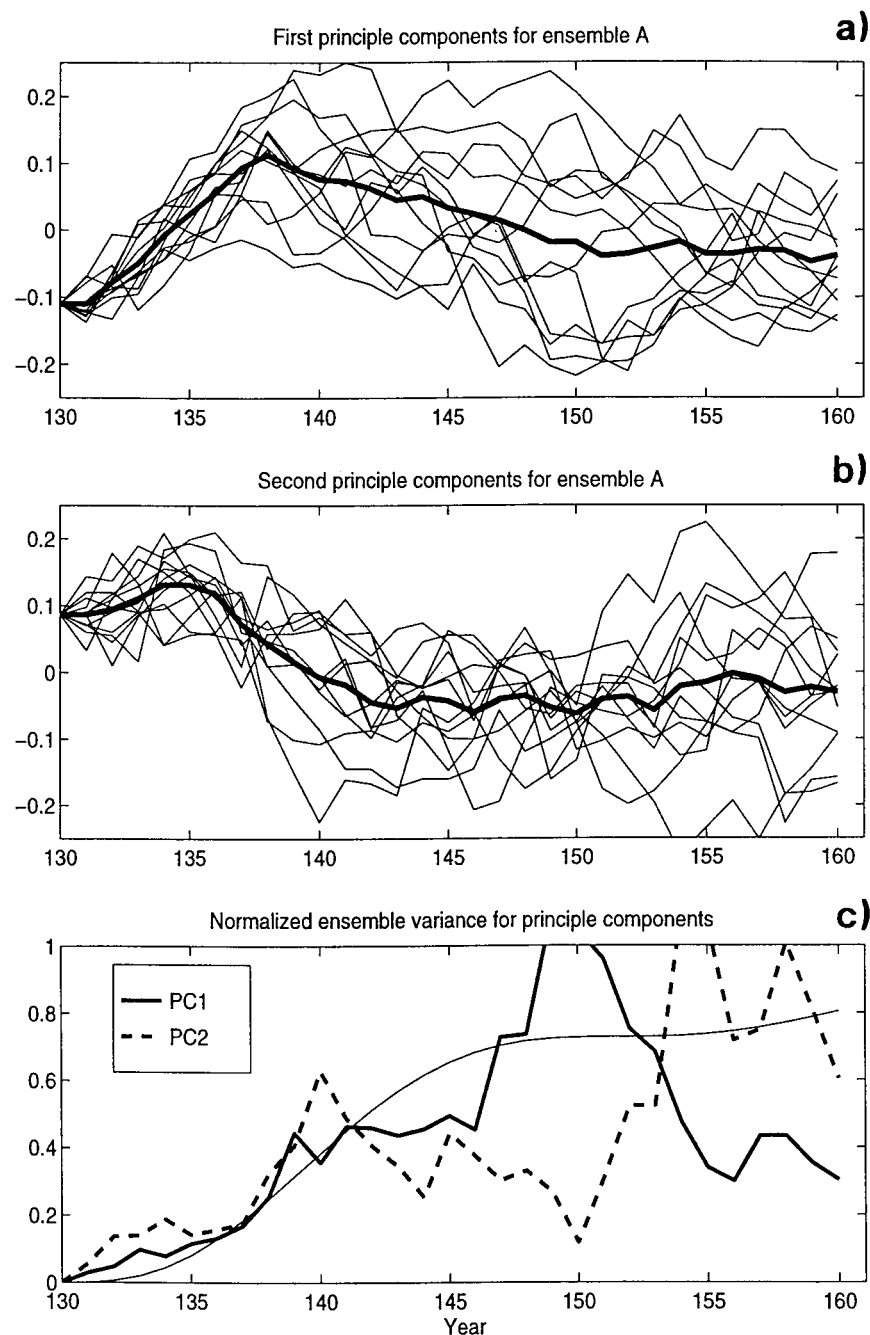 First principle components for ensemble A
a)
0.2
0.1
0
−0.1
−0.2
130 135 140 145 150 155 160
Second principle components for ensemble A
b)
0.2
0.1
0
−0.1
−0.2
130 135 140 145 150 155 160
Normalized ensemble variance for principle components
c)
1
0.8
0.6
0.4
0.2
0
PC1
PC2
130 135 140 145 150 155 160
Year